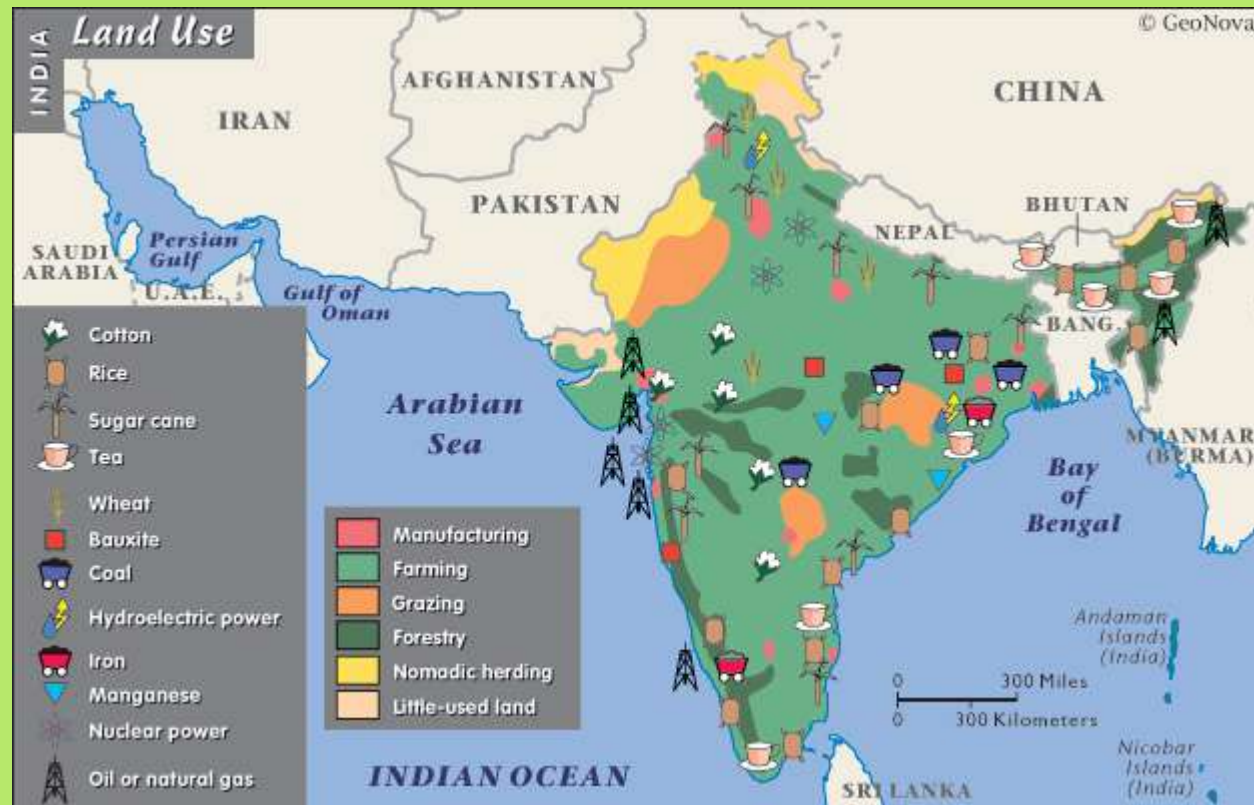 INDIA
Land Use
© GeoNova
AFGHANISTAN
CHINA
IRAN
PAKISTAN
BHUTAN
NEPAL
SAUDI
ARABIA
Persian
Gulf
U.A.E.
Gulf of
Oman
BANG.
MYANMAR
(BURMA)
Arabian
Sea
Bay
of
Bengal
Cotton
Rice
Sugar cane
Tea
Wheat
Bauxite
Coal
Hydroelectric power
Iron
Manganese
Nuclear power
Oil or natural gas
Manufacturing
Farming
Grazing
Forestry
Nomadic herding
Little-used land
Andaman
Islands
(India)
0 300 Miles
0 300 Kilometers
Nicobar
Islands
(India)
INDIAN OCEAN
SRI LANKA